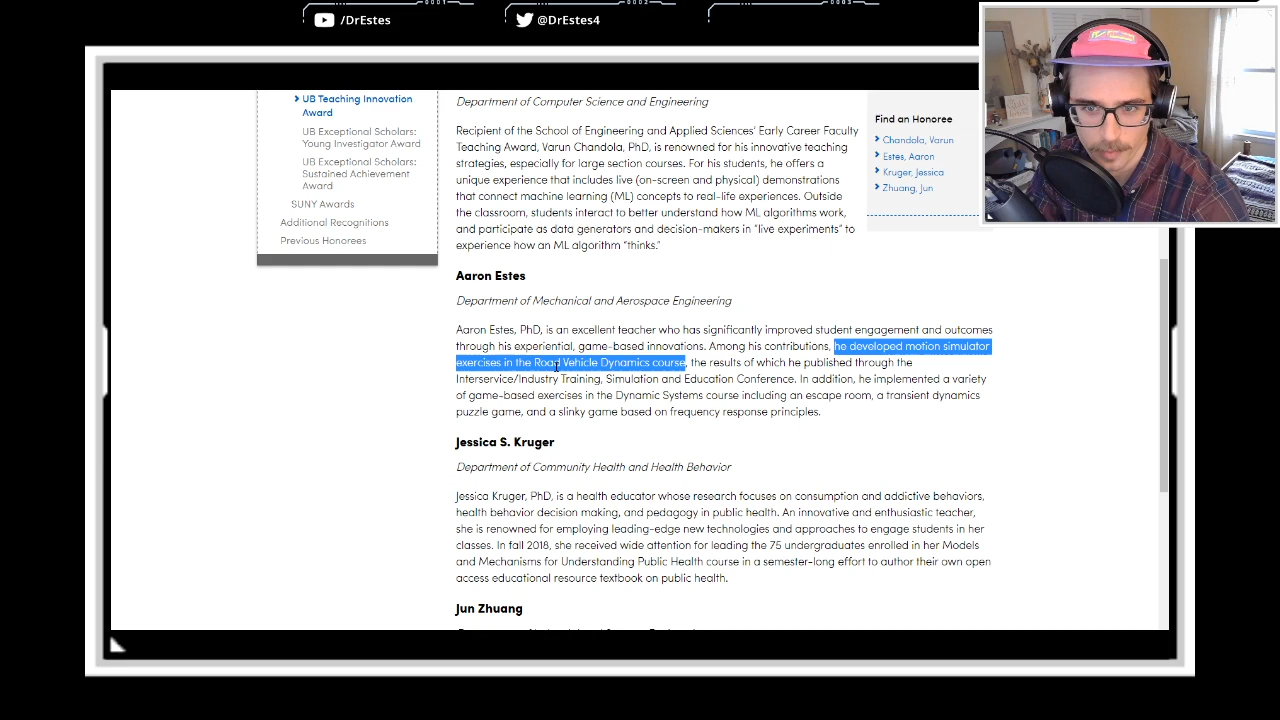 0001
0002
0003
/DrEstes
@DrEstes4
UB Teaching Innovation
Award
UB Exceptional Scholars:
Young Investigator Award
UB Exceptional Scholars:
Sustained Achievement
Award
SUNY Awards
Additional Recognitions
Previous Honorees
Department of Computer Science and Engineering
Recipient of the School of Engineering and Applied Sciences' Early Career Faculty
Teaching Award, Varun Chandola, PhD, is renowned for his innovative teaching
strategies, especially for large section courses. For his students, he offers a
unique experience that includes live (on-screen and physical) demonstrations
that connect machine learning (ML) concepts to real-life experiences. Outside
the classroom, students interact to better understand how ML algorithms work,
and participate as data generators and decision-makers in "live experiments" to
experience how an ML algorithm "thinks."
Find an Honoree
Chandola, Varun
Estes, Aaron
Kruger, Jessica
Zhuang, Jun
Aaron Estes
Department of Mechanical and Aerospace Engineering
Aaron Estes, PhD, is an excellent teacher who has significantly improved student engagement and outcomes
through his experiential, game-based innovations. Among his contributions, he developed motion simulator
exercises in the Road Vehicle Dynamics course, the results of which he published through the
Interservice/Industry Training, Simulation and Education Conference. In addition, he implemented a variety
of game-based exercises in the Dynamic Systems course including an escape room, a transient dynamics
puzzle game, and a slinky game based on frequency response principles.
Jessica S. Kruger
Department of Community Health and Health Behavior
Jessica Kruger, PhD, is a health educator whose research focuses on consumption and addictive behaviors,
health behavior decision making, and pedagogy in public health. An innovative and enthusiastic teacher,
she is renowned for employing leading-edge new technologies and approaches to engage students in her
classes. In fall 2018, she received wide attention for leading the 75 undergraduates enrolled in her Models
and Mechanisms for Understanding Public Health course in a semester-long effort to author their own open
access educational resource textbook on public health.
Jun Zhuang